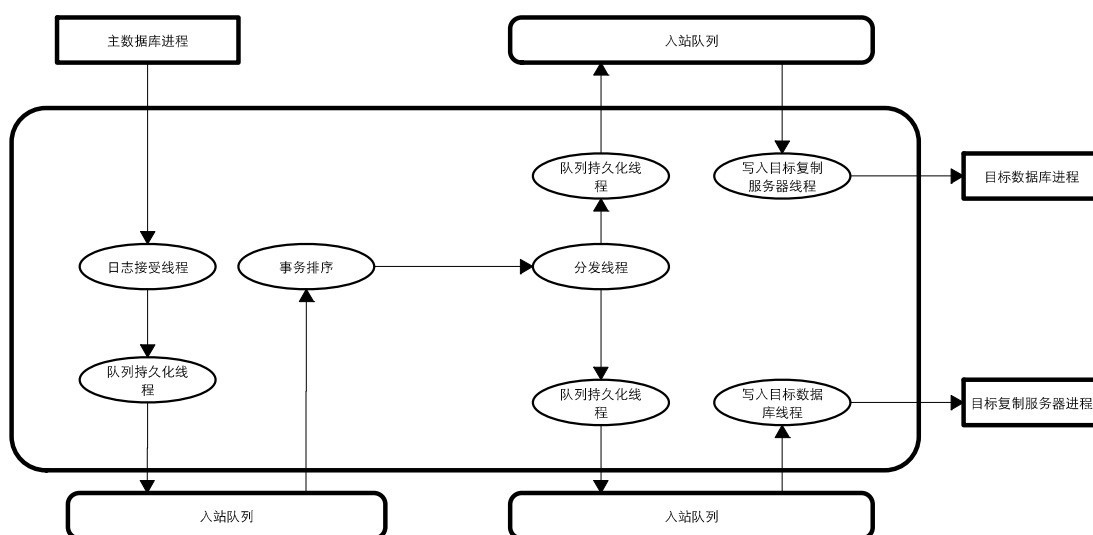 主数据库进程
入站队列
队列持久化线
程
写入目标复制
服务器线程
目标数据库进程
日志接受线程
事务排序
分发线程
队列持久化线
程
队列持久化线
程
写入目标数据
库线程
目标复制服务器进程
入站队列
入站队列